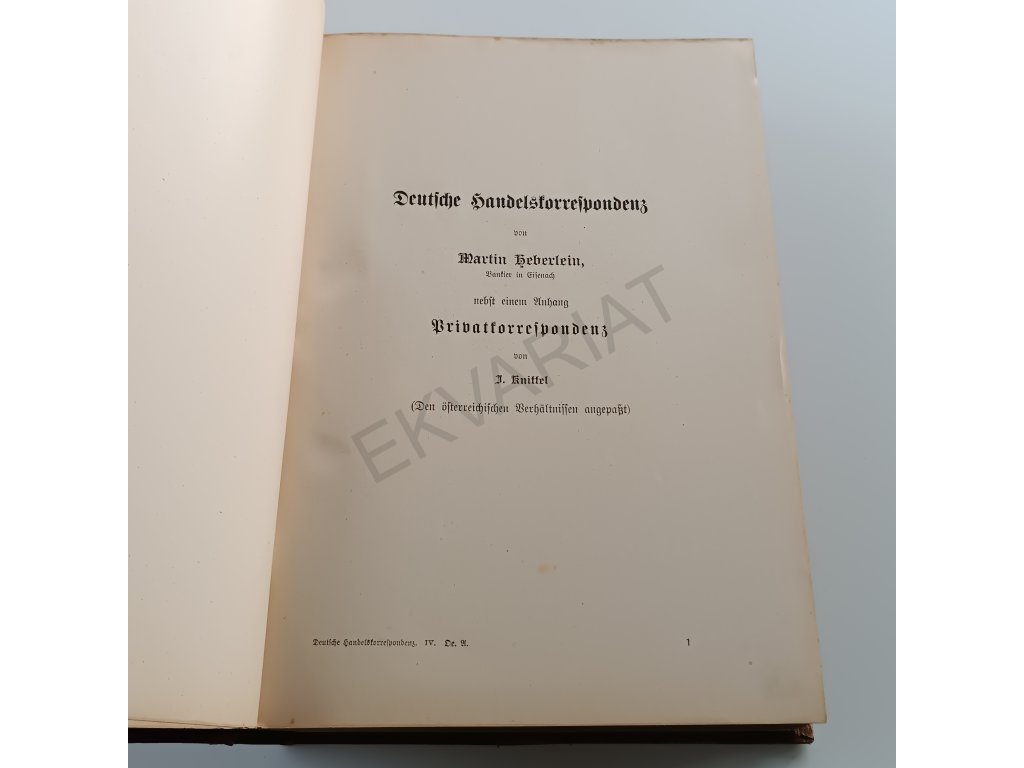 Deutsche Handelskorrespondenz
von
Martin Heberlein,
Bankier in Eisenach
nebst einem Anhang
Privatkorrespondenz
von
J. Knittel
(Den österreichischen Verhältnissen angepaßt)
EKVARIAT
Deutsche Handelskorrespondenz. IV. Oe. A. 1